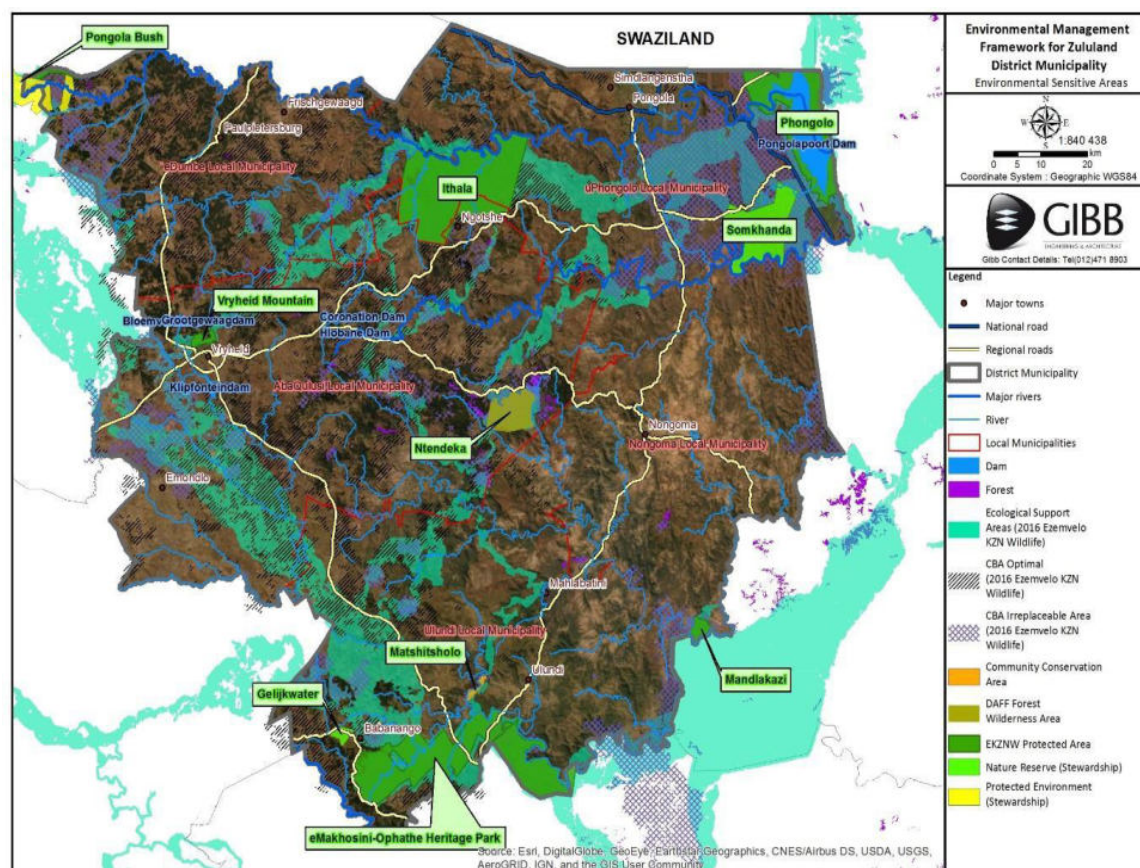 Pongola Bush
SWAZILAND
Simdlangenstha
Pongola
Frischgewaagd
Paulpietersburg
eDumbe Local Municipality
Phongolo
Pongolapoort Dam
Ithala
uPhongolo Local Municipality
Ngotshe
Somkhanda
Vryheid Mountain
Grootgewaagdam
Coronation Dam
Hlobane Dam
Vryheid
Klipfonteindam
AbaQulusi Local Municipality
Ntendeka
Nongoma
Nongoma Local Municipality
Emondlo
Mahlabatini
Ulundi Local Municipality
Matshitsholo
Ulundi
Mandlakazi
Gelijkwater
Babanango
eMakhosini-Ophathe Heritage Park
Source: Esri, DigitalGlobe, GeoEye, Earthstar Geographics, CNES/Airbus DS, USDA, USGS,
AeroGRID, IGN, and the GIS User Community
Environmental Management
Framework for Zululand
District Municipality
Environmental Sensitive Areas
N
W E
S
1:840 438
0 5 10 20
km
Coordinate System : Geographic WGS84
GIBB
ENGINEERING & ARCHITECTURE
Gibb Contact Details: Tel(012)471 8903
Legend
Major towns
National road
Regional roads
District Municipality
Major rivers
River
Local Municipalities
Dam
Forest
Ecological Support
Areas (2016 Ezemvelo
KZN Wildlife)
CBA Optimal
(2016 Ezemvelo KZN
Wildlife)
CBA Irreplaceable Area
(2016 Ezemvelo KZN
Wildlife)
Community Conservation
Area
DAFF Forest
Wilderness Area
EKZNW Protected Area
Nature Reserve (Stewardship)
Protected Environment
(Stewardship)